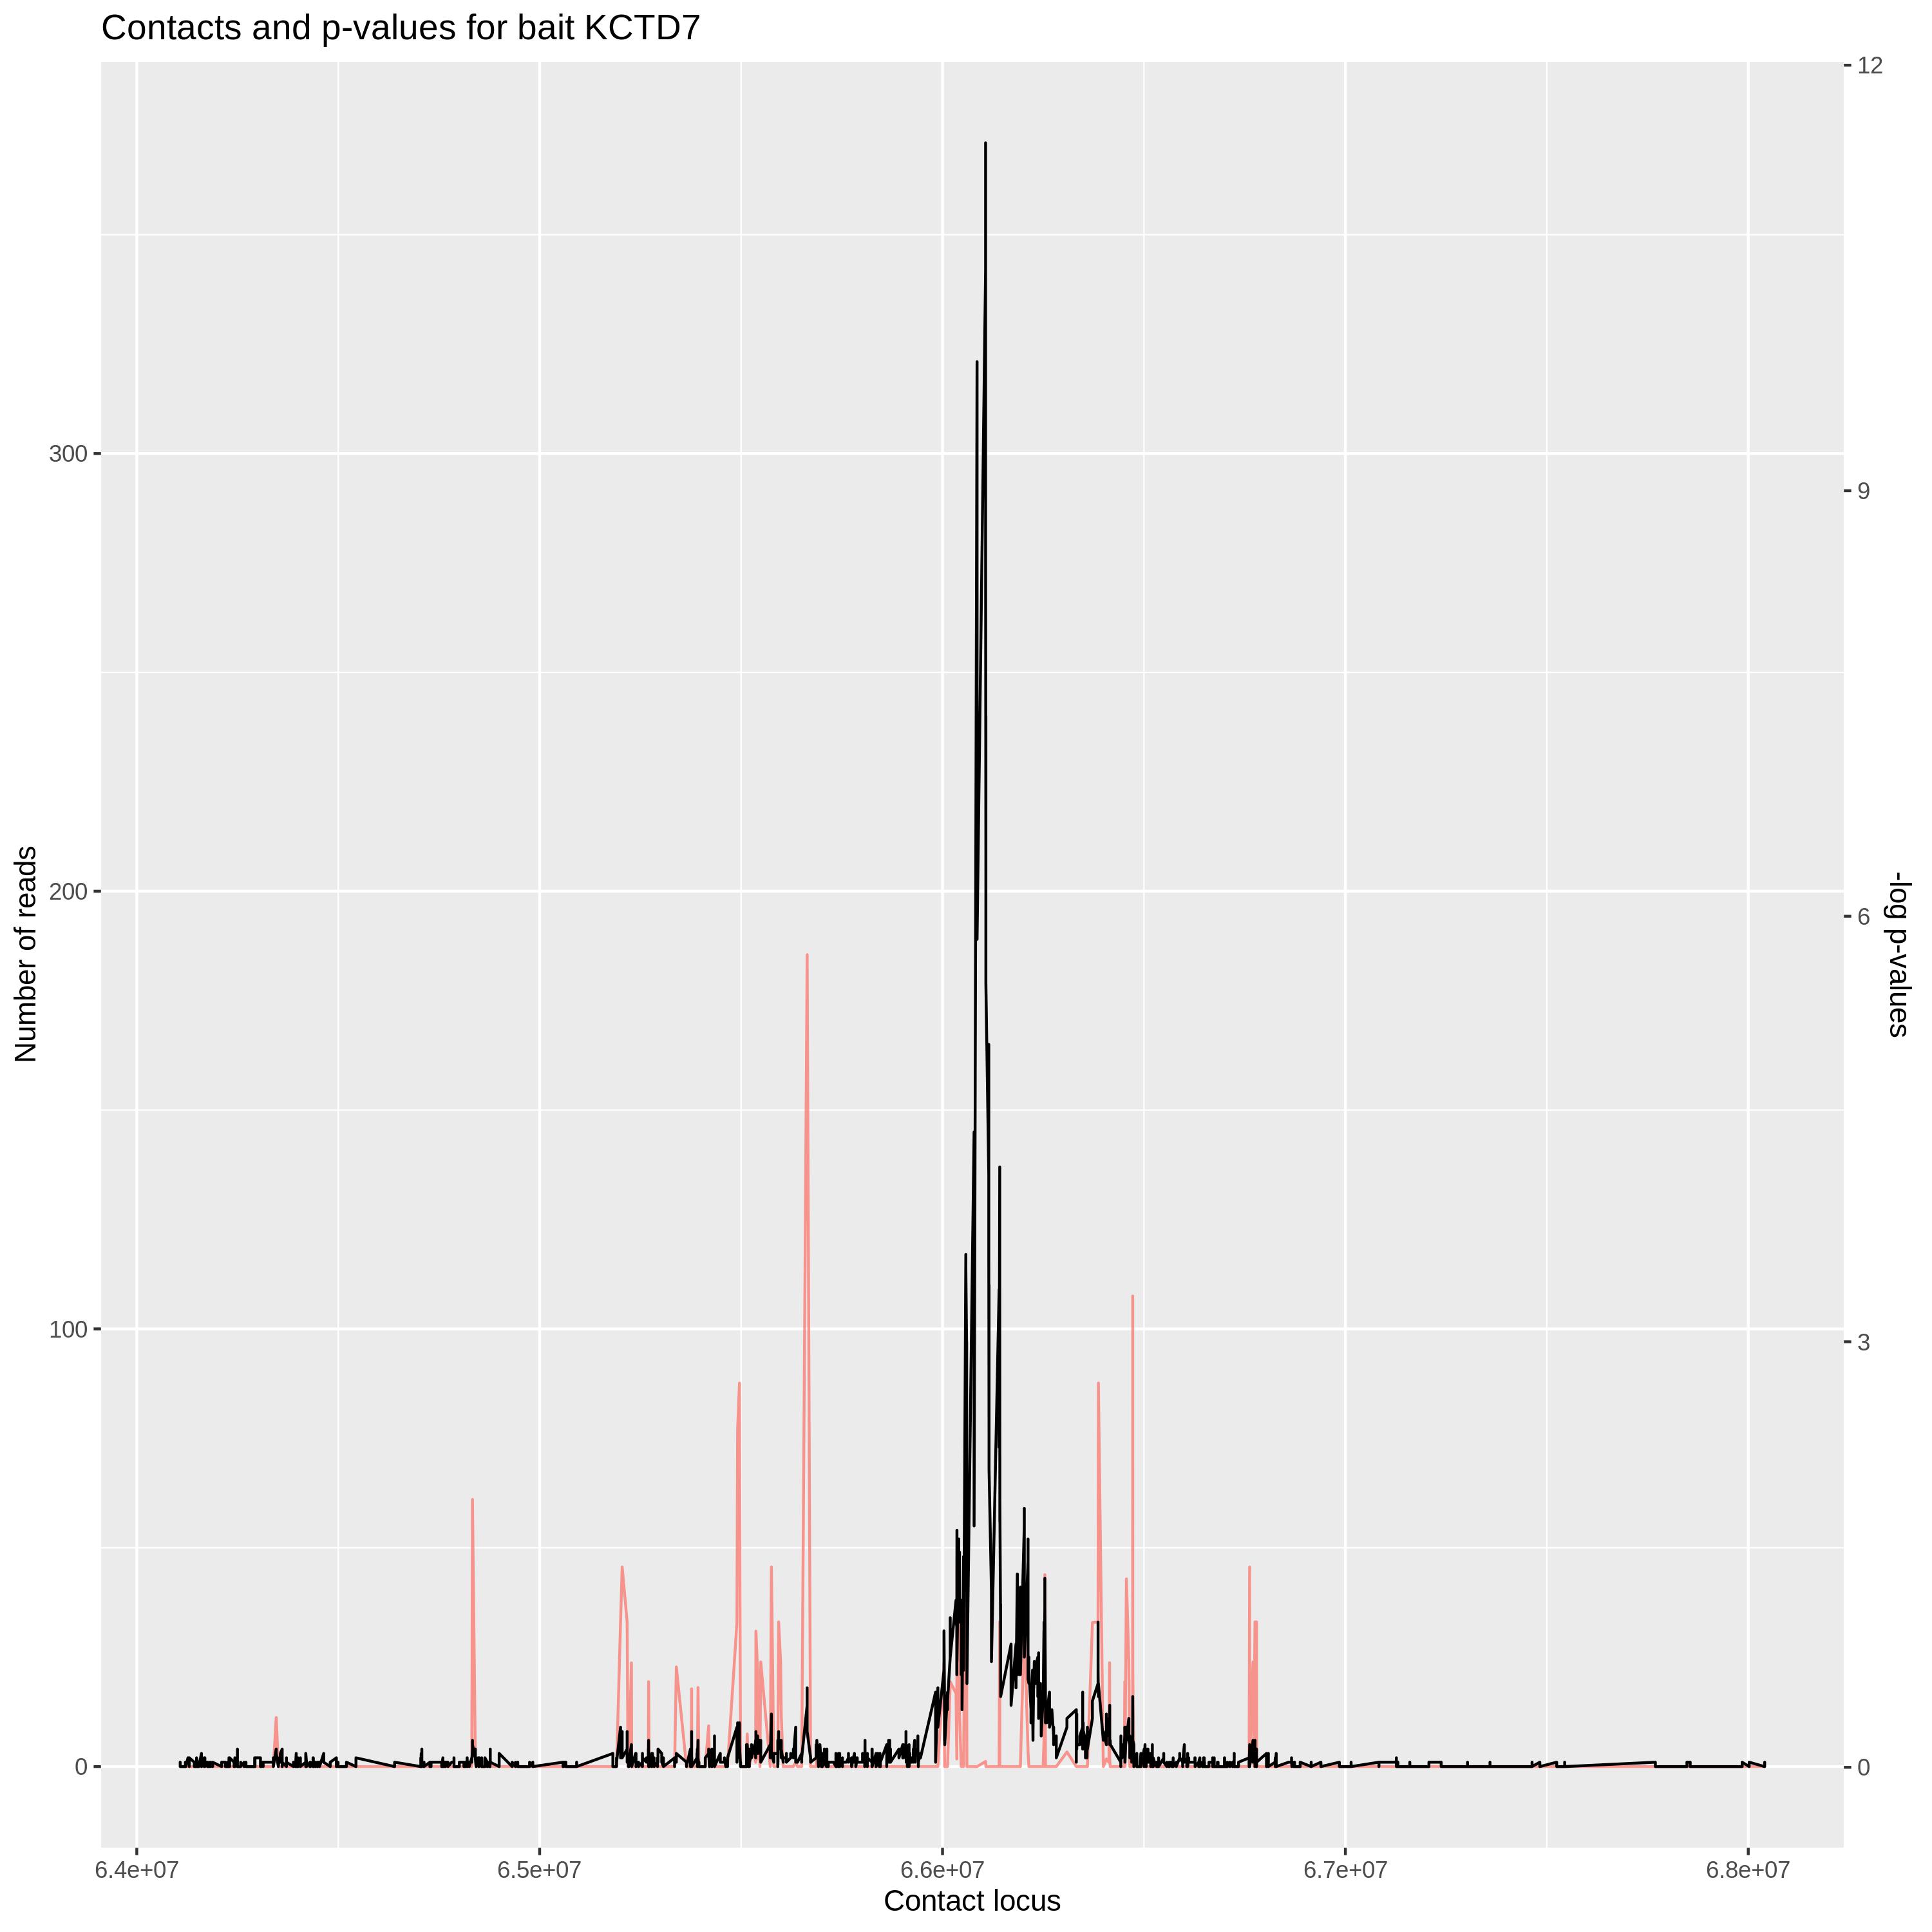 Contacts and p-values for bait KCTD7
12
300
9
200
6
Number of reads
-log p-values
100
3
0
0
6.4e+07
6.5e+07
6.6e+07
6.7e+07
6.8e+07
Contact locus